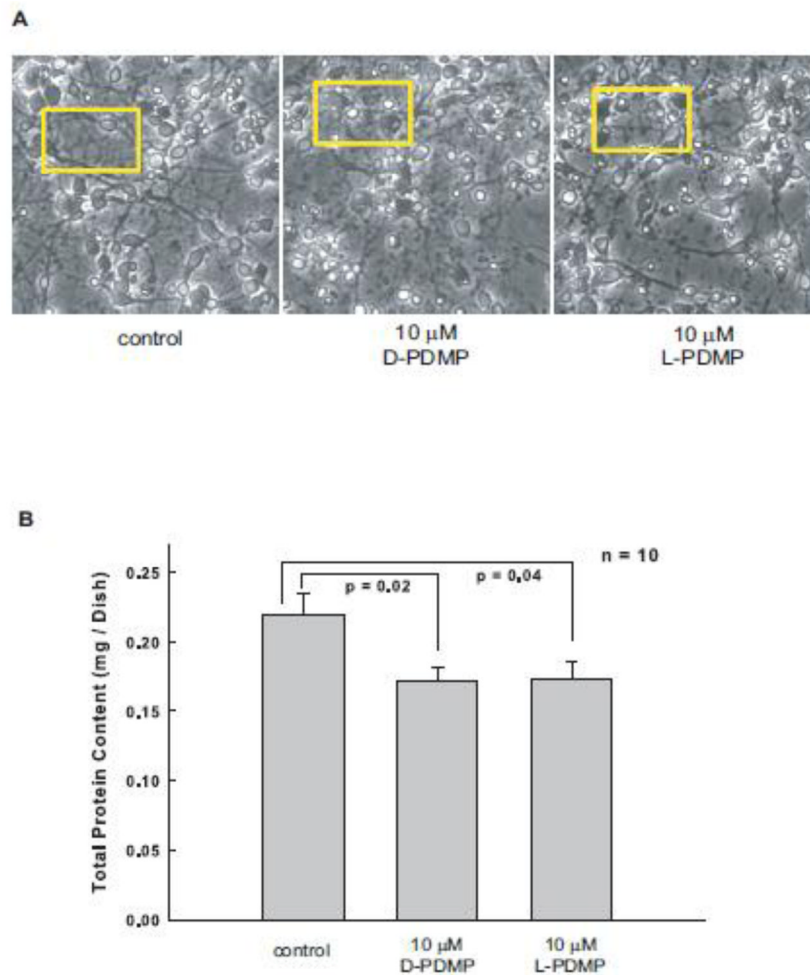 A
control
10 µM
D-PDMP
10 µM
L-PDMP
B
n = 10
p = 0.02
p = 0.04
Total Protein Content (mg / Dish)
0.25
0.20
0.15
0.10
0.05
0.00
control
10 µM
D-PDMP
10 µM
L-PDMP